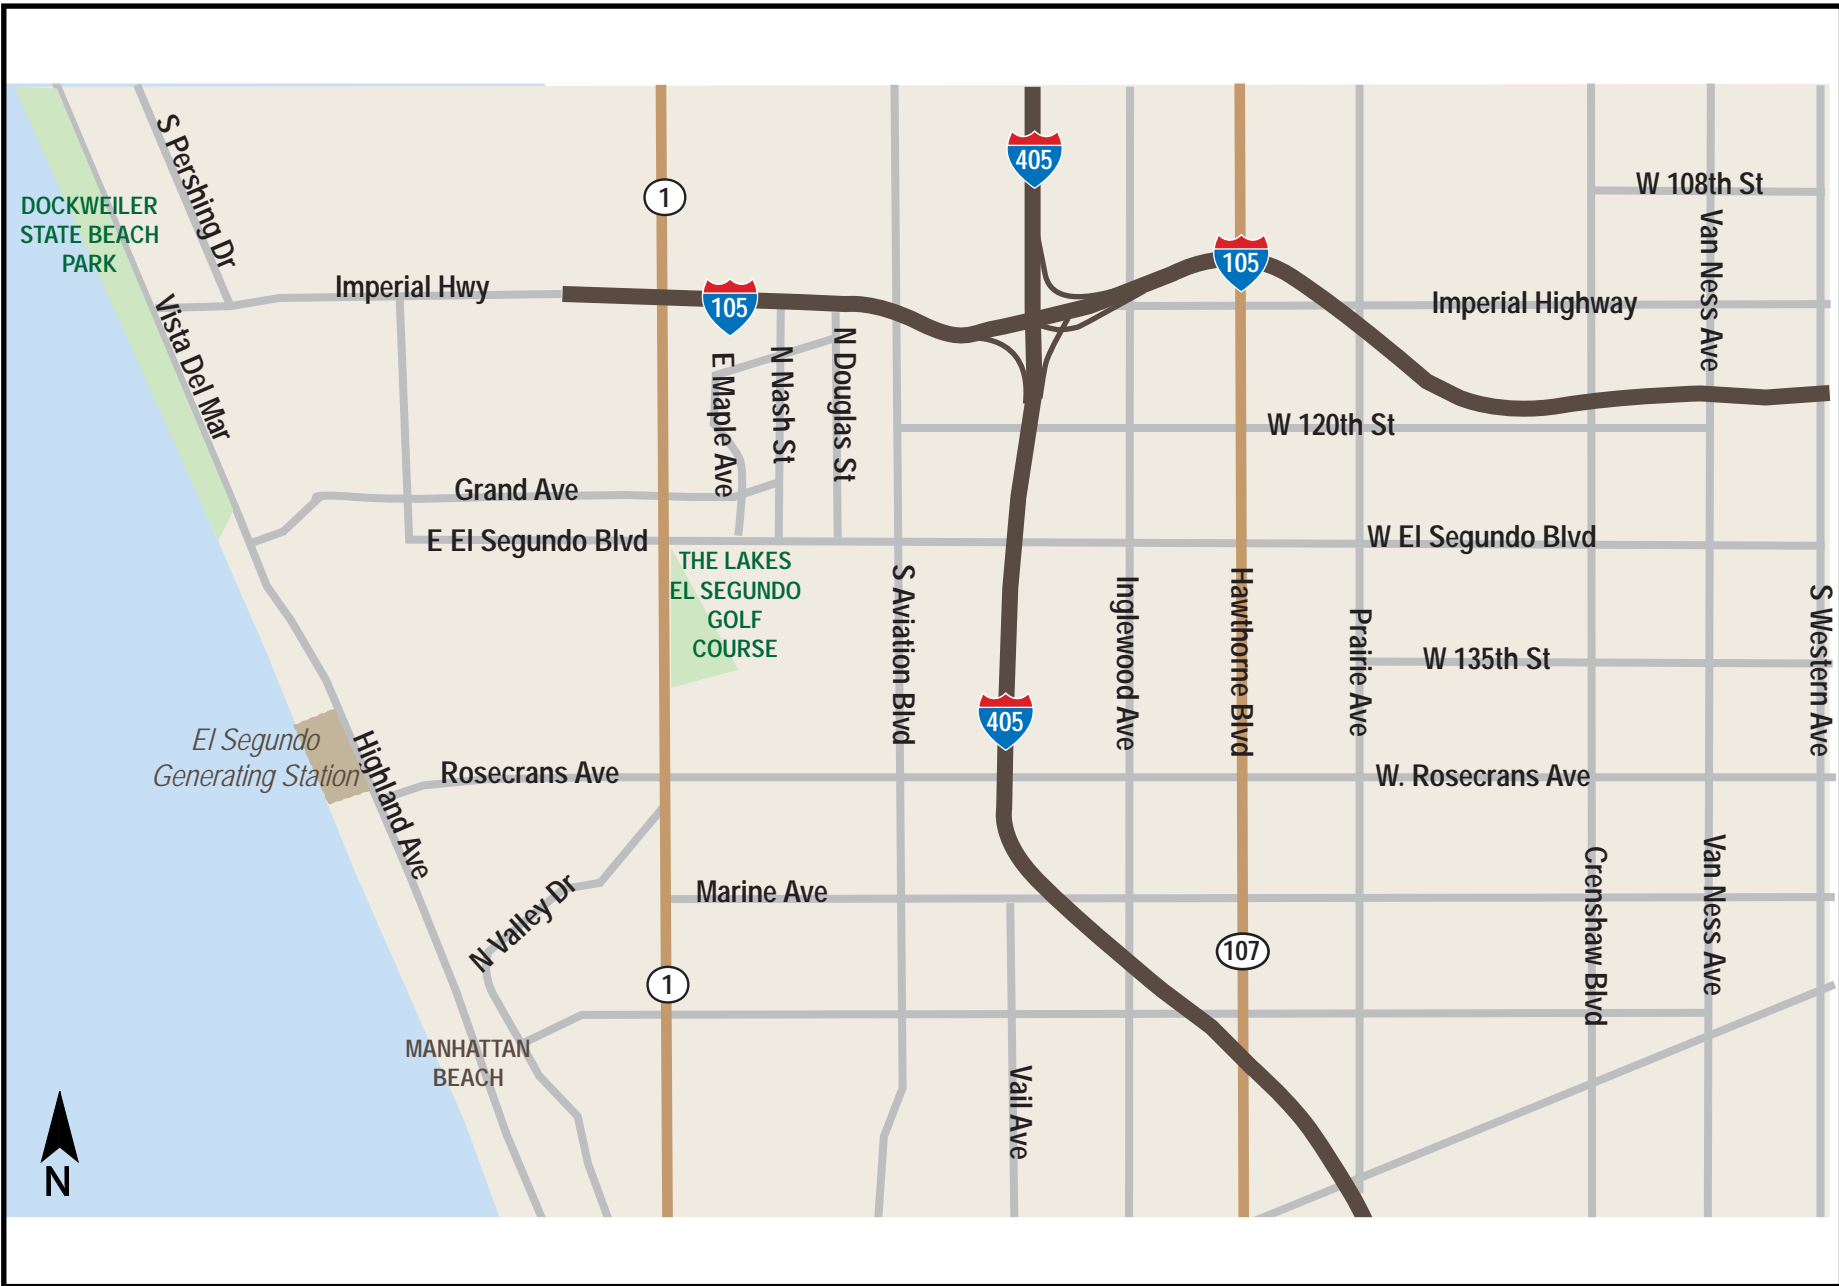 405
S Pershing Dr
1
W 108th St
DOCKWEILER
STATE BEACH
PARK
Van Ness Ave
105
Imperial Hwy
105
Imperial Highway
Vista Del Mar
E Maple Ave
N Nash St
N Douglas St
W 120th St
Grand Ave
E El Segundo Blvd
W El Segundo Blvd
THE LAKES
EL SEGUNDO
GOLF
COURSE
S Aviation Blvd
Inglewood Ave
Hawthorne Blvd
Prairie Ave
S Western Ave
W 135th St
405
El Segundo
Generating Station
Highland Ave
Rosecrans Ave
W. Rosecrans Ave
Marine Ave
N Valley Dr
Crenshaw Blvd
Van Ness Ave
107
1
MANHATTAN
BEACH
Vail Ave
N